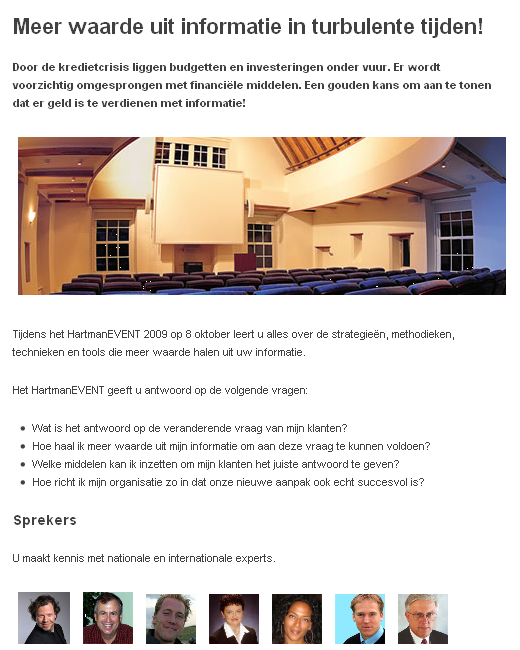 Meer waarde uit informatie in turbulente tijden!
Door de kredietcrisis liggen budgetten en investeringen onder vuur. Er wordt
voorzichtig omgesprongen met financiële middelen. Een gouden kans om aan te tonen
dat er geld is te verdienen met informatie!
Tijdens het HartmanEVENT 2009 op 8 oktober leert u alles over de strategieën, methodieken,
technieken en tools die meer waarde halen uit uw informatie.
Het HartmanEVENT geeft u antwoord op de volgende vragen:
• Wat is het antwoord op de veranderende vraag van mijn klanten?
• Hoe haal ik meer waarde uit mijn informatie om aan deze vraag te kunnen voldoen?
• Welke middelen kan ik inzetten om mijn klanten het juiste antwoord te geven?
• Hoe richt ik mijn organisatie zo in dat onze nieuwe aanpak ook echt succesvol is?
Sprekers
U maakt kennis met nationale en internationale experts.